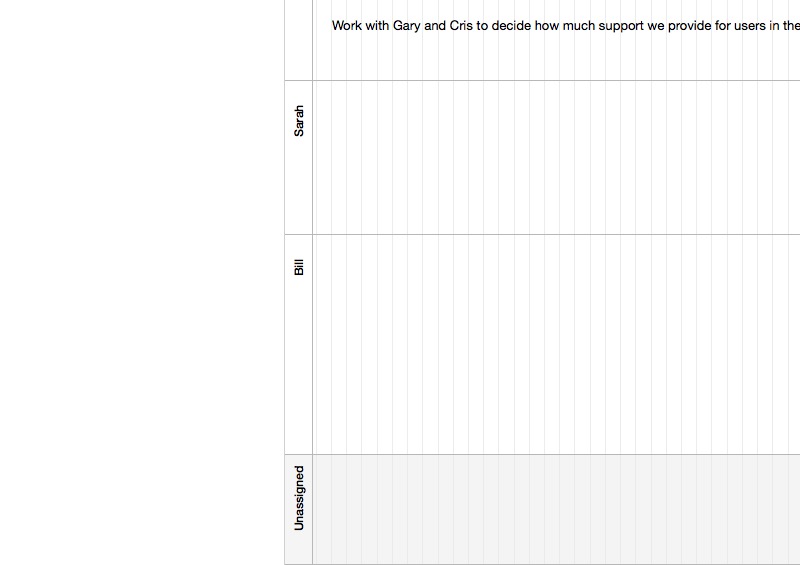 Work with Gary and Cris to decide how much support we provide for users in the
Sarah
Bill
Unassigned